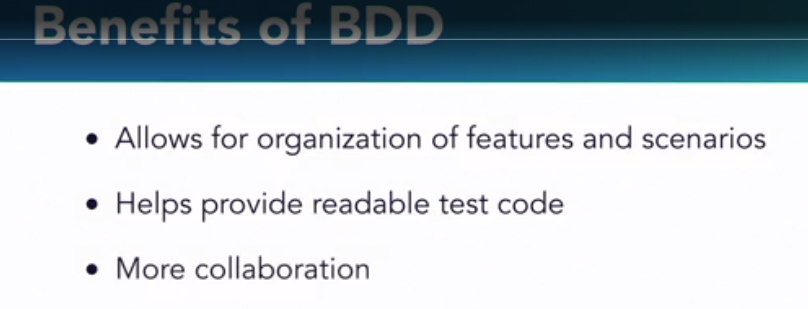 Benefits of BDD
• Allows for organization of features and scenarios
• Helps provide readable test code
• More collaboration